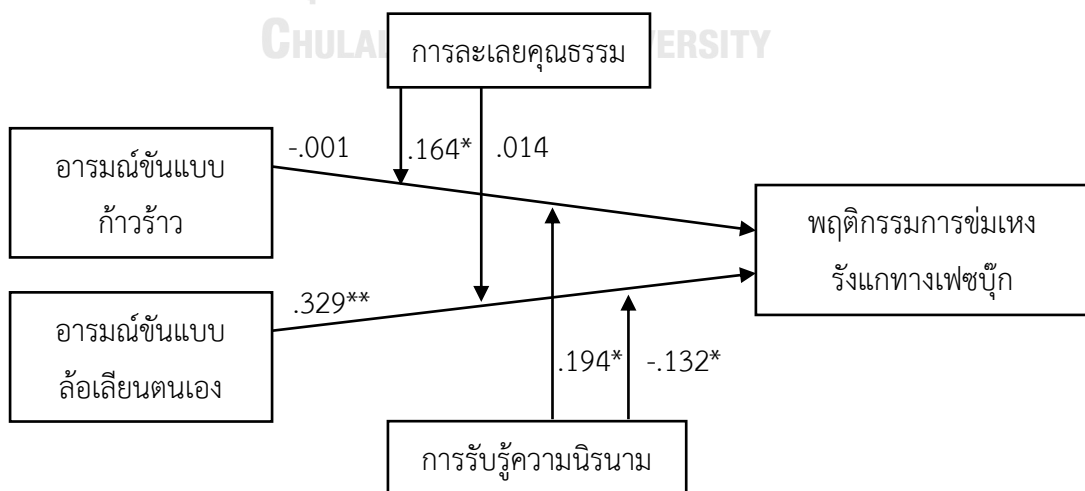 CHULA ERSITY
การละเลยคุณธรรม
-.001
.164*
.014
อารมณ์ขันแบบ
ก้าวร้าว
พฤติกรรมการข่มเหง
รังแกทางเฟซบุ๊ก
.329**
อารมณ์ขันแบบ
ล้อเลียนตนเอง
.194*
-.132*
การรับรู้ความนิรนาม